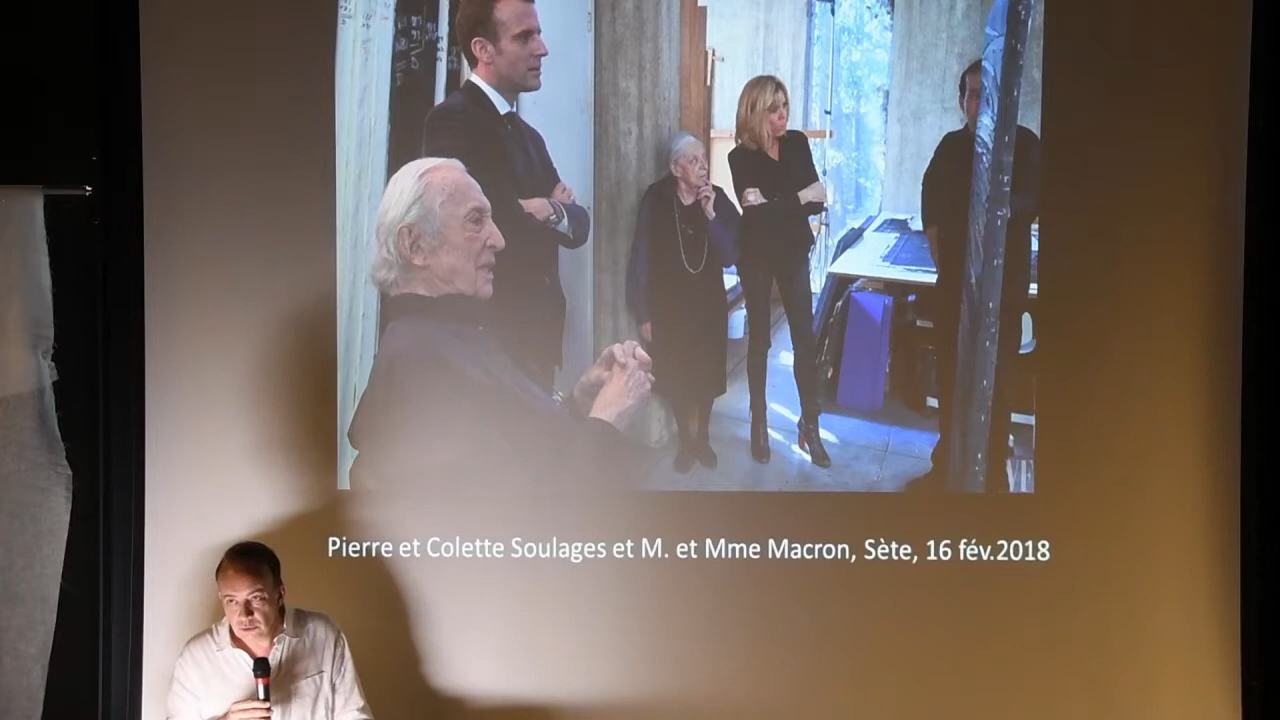 Pierre et Colette Soulages et M. et Mme Macron, Sète, 16 fév.2018